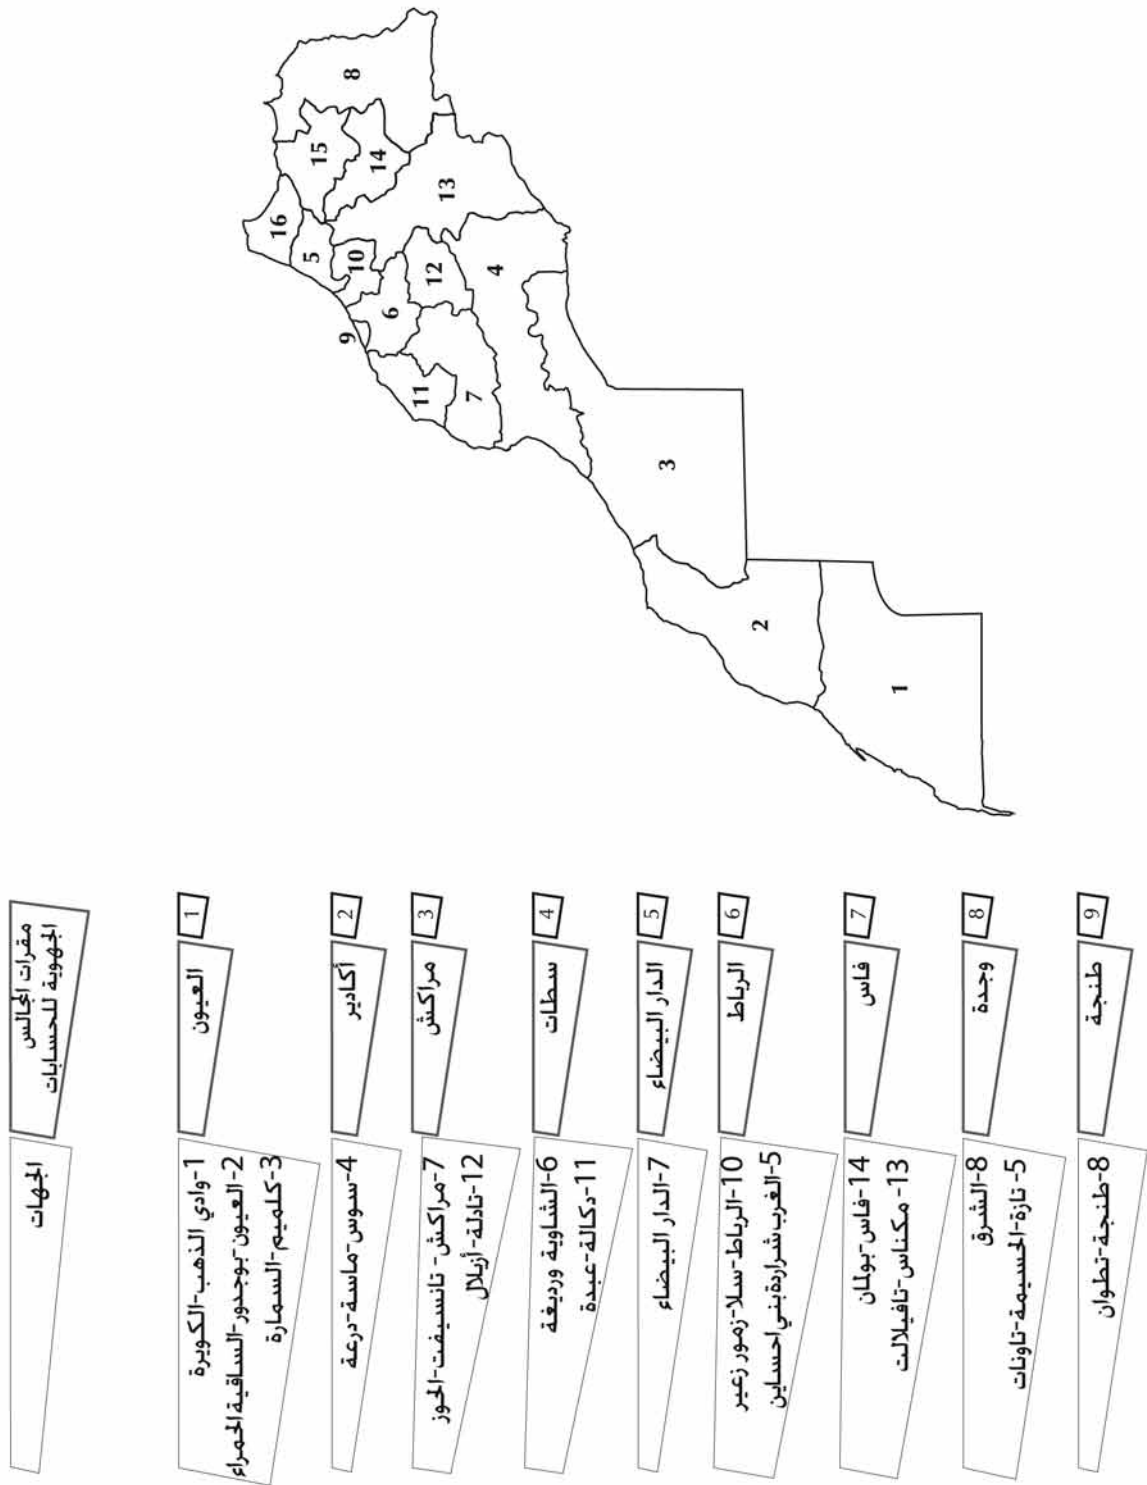 مقرات المجالس
الجهوية للحسابات
الجهات
1
العيون
1-وادي الذهب-الكويرة
2-العيون-بوجدور-الساقية الحمراء
3-كلميم-السمارة
2
أكادير
4-سوس-ماسة-درعة
3
مراكش
7-مراكش- تانسيفت-الحوز
12-تادلة- أزيلال
4
سطات
6-الشاوية ورديغة
11-دكالة-عبدة
5
الدار البيضاء
7-الدار البيضاء
6
الرباط
10-الرباط-سلا-زمور زعير
5-الغرب شراردة بني احساين
7
فاس
14-فاس-بولمان
13- مكناس-تافيلالت
8
وجدة
8-الشرق
5- تازة-الحسيمة-تاونات
9
طنجة
8-طنجة-تطوان
16
5
15
9
8
10
14
6
11
12
13
7
4
3
2
1